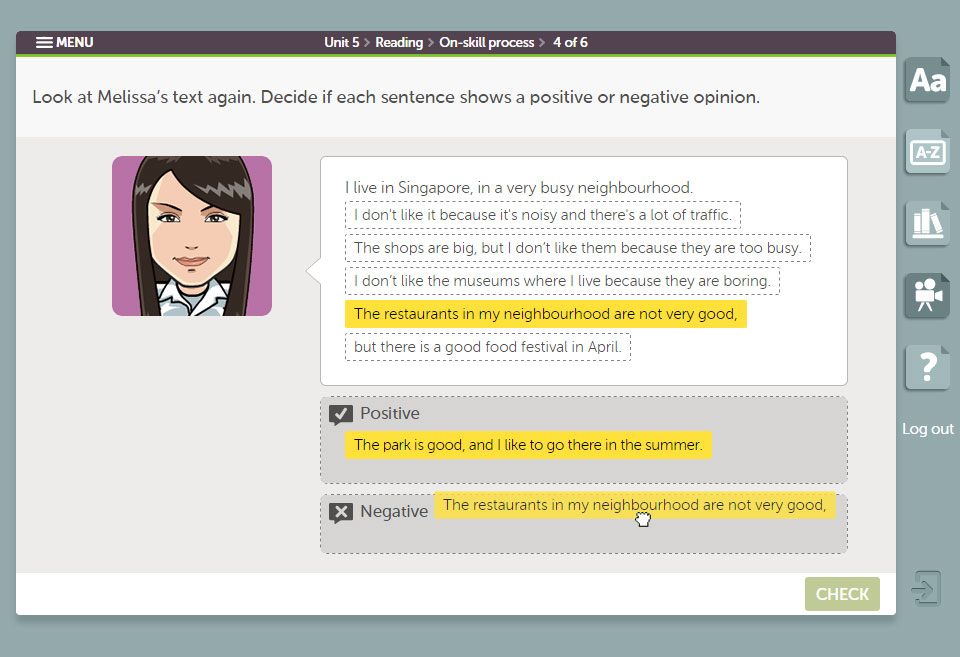 MENU
Unit 5 > Reading > On-skill process > 4 of 6
Look at Melissa's text again. Decide if each sentence shows a positive or negative opinion.
I live in Singapore, in a very busy neighbourhood.
I don't like it because it's noisy and there's a lot of traffic.
The shops are big, but I don't like them because they are too busy.
I don't like the museums where I live because they are boring.
The restaurants in my neighbourhood are not very good,
but there is a good food festival in April.
Positive
The park is good, and I like to go there in the summer.
Negative
The restaurants in my neighbourhood are not very good,
CHECK
Aa
A-Z
?
Log out